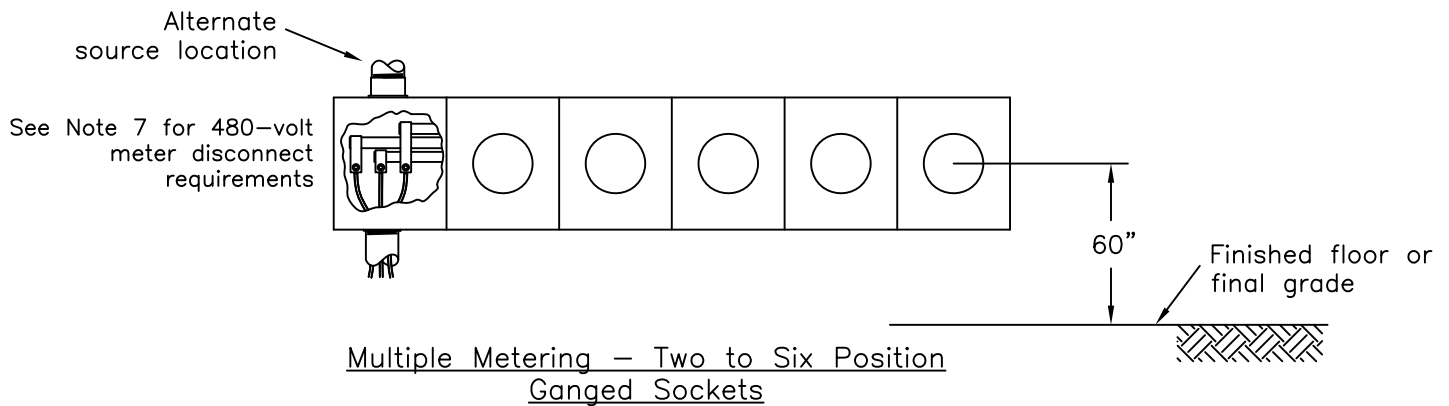 Alternate
source location
See Note 7 for 480-volt
meter disconnect
requirements
60"
Finished floor or
final grade
Multiple Metering - Two to Six Position
Ganged Sockets